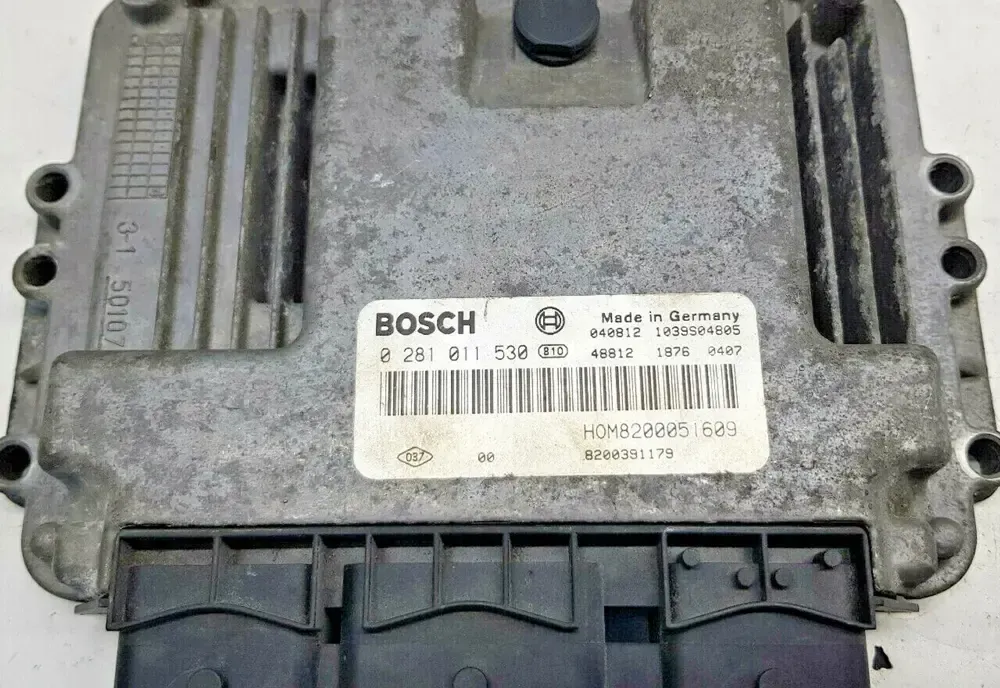 3-1 50107
BOSCH Made in Germany
040812 1039S04805
0 281 011 530 B10 48812 1876 0407
HOM8200051609
037 00 8200391179